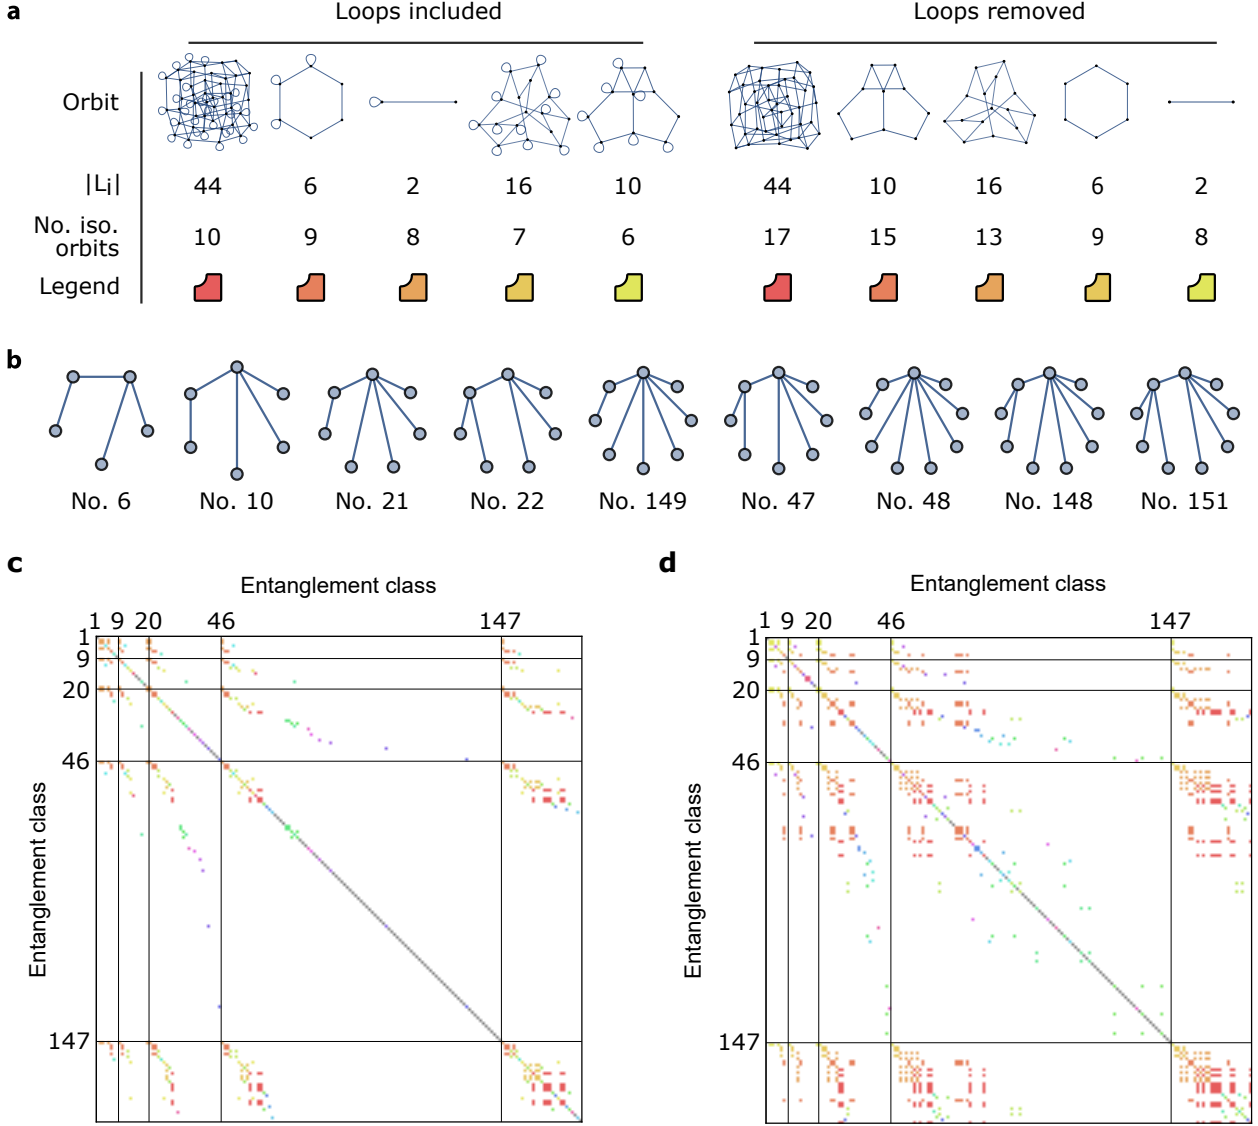 a
Loops included
Loops removed
Orbit
|Li| 44 6 2 16 10 44 10 16 6 2
No. iso.
orbits 10 9 8 7 6 17 15 13 9 8
Legend
b
No. 6 No. 10 No. 21 No. 22 No. 149 No. 47 No. 48 No. 148 No. 151
c
Entanglement class
1 9 20 46 147
1
9
20
46
147
Entanglement class
d
Entanglement class
1 9 20 46 147
1
9
20
46
147
Entanglement class